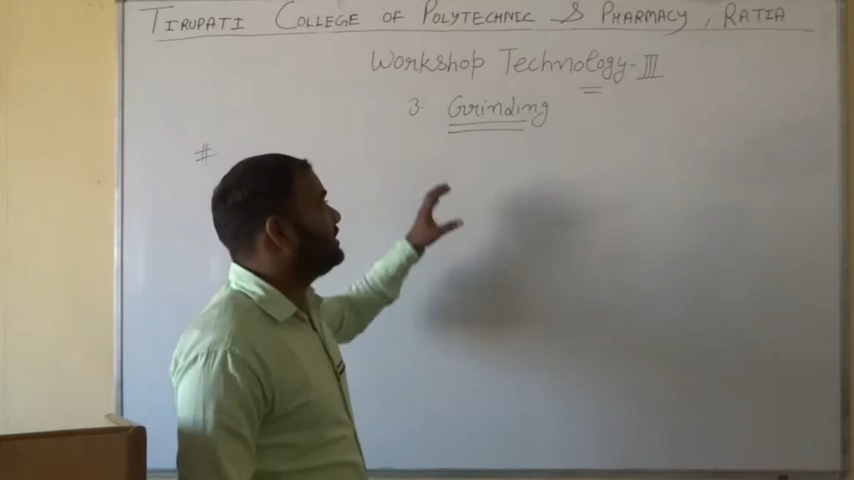 TIRUPATI COLLEGE OF POLYTECHNIC & PHARMACY, RATIA
Workshop Technology-III
3. Grinding
#